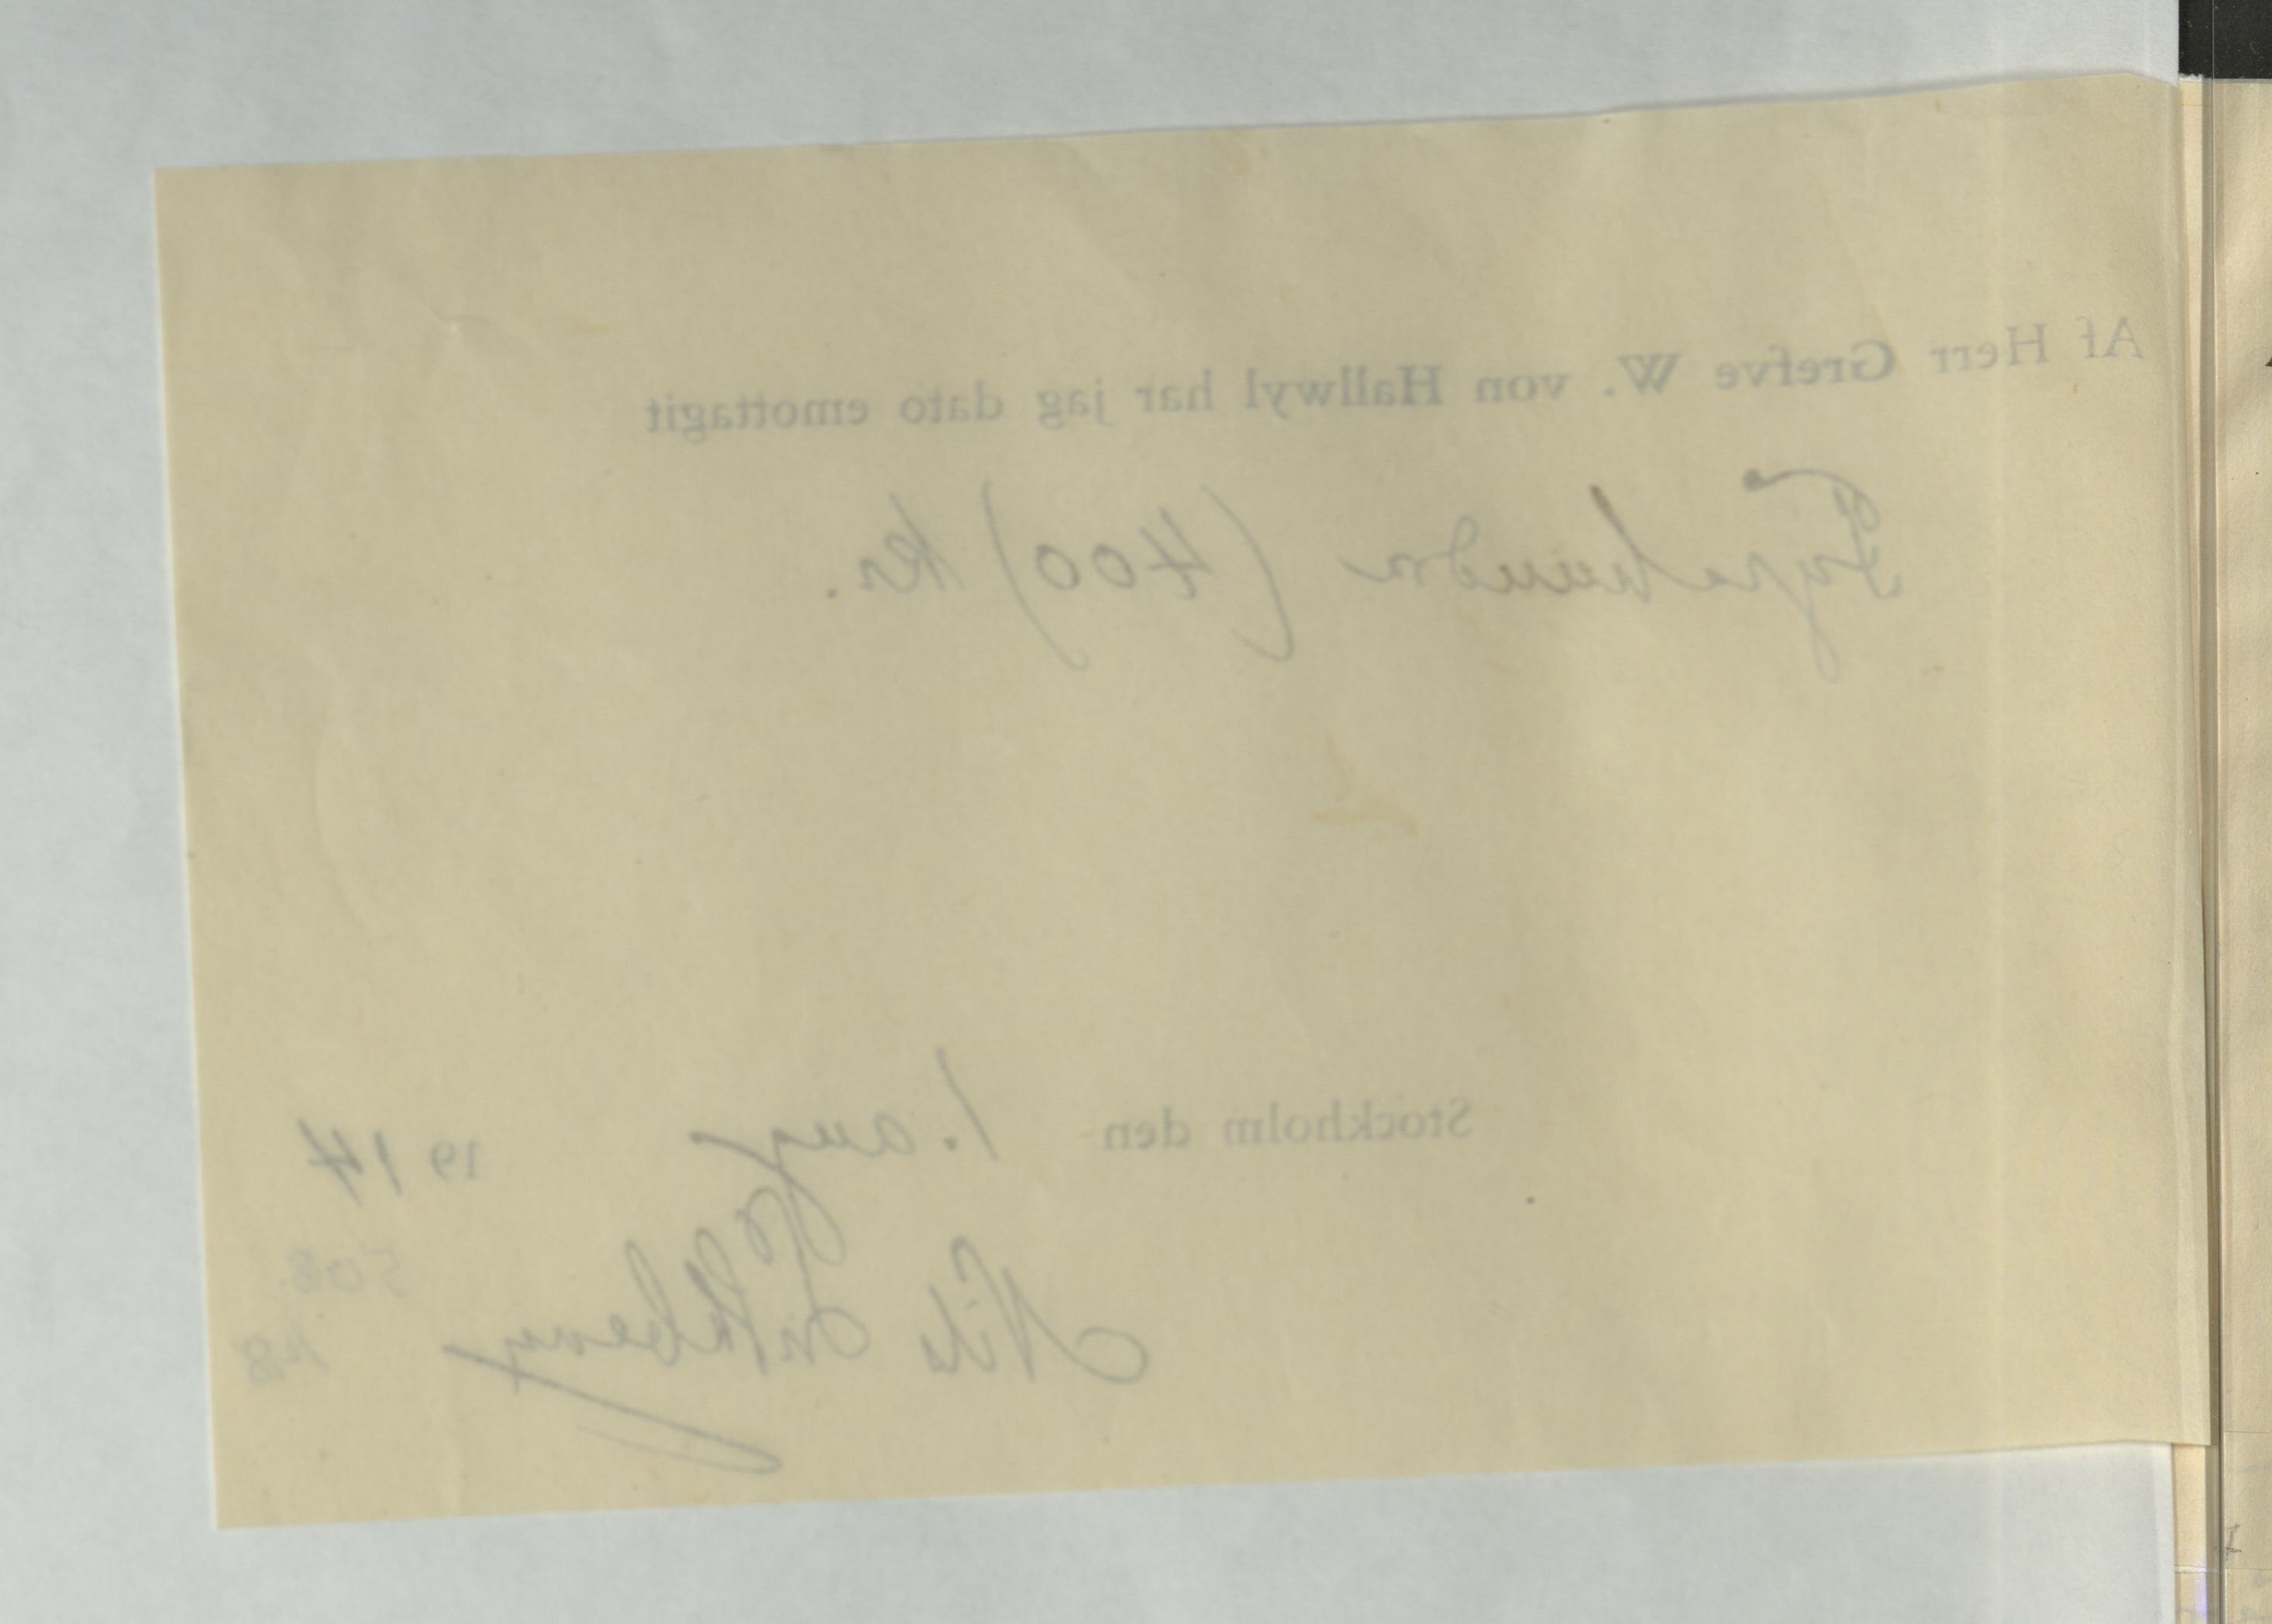 Af Herr Grefve W. von Hallwyl har jag dato emottagit
Fyrahundra (400) kr.
Stockholm den 1. aug 1914
508
Nils Lithberg